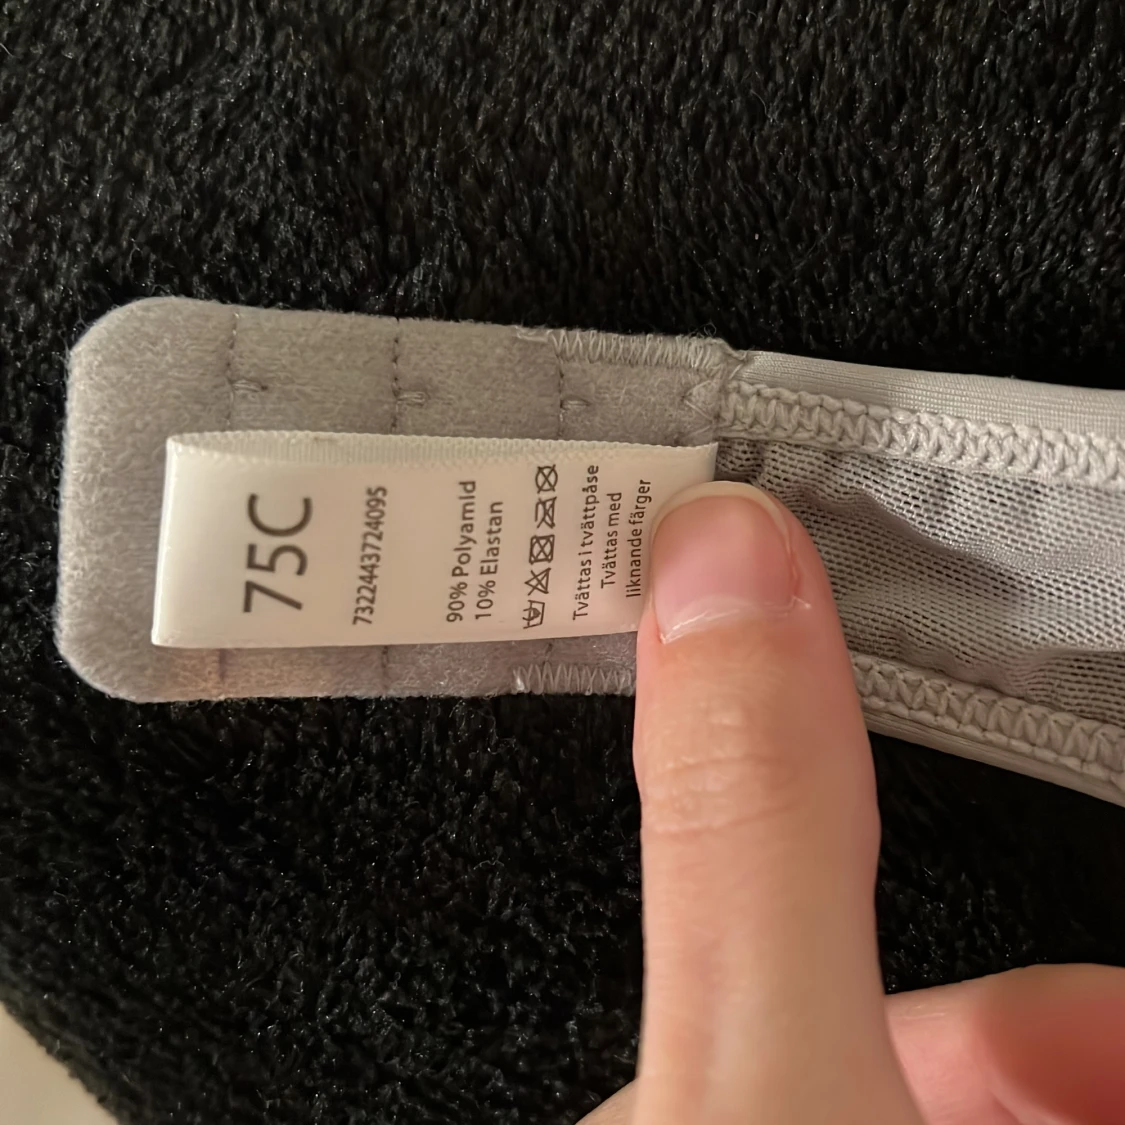 75C
7322443724095
90% Polyamid
10% Elastan
Tvättas i tvättpåse
Tvättas med
liknande färger